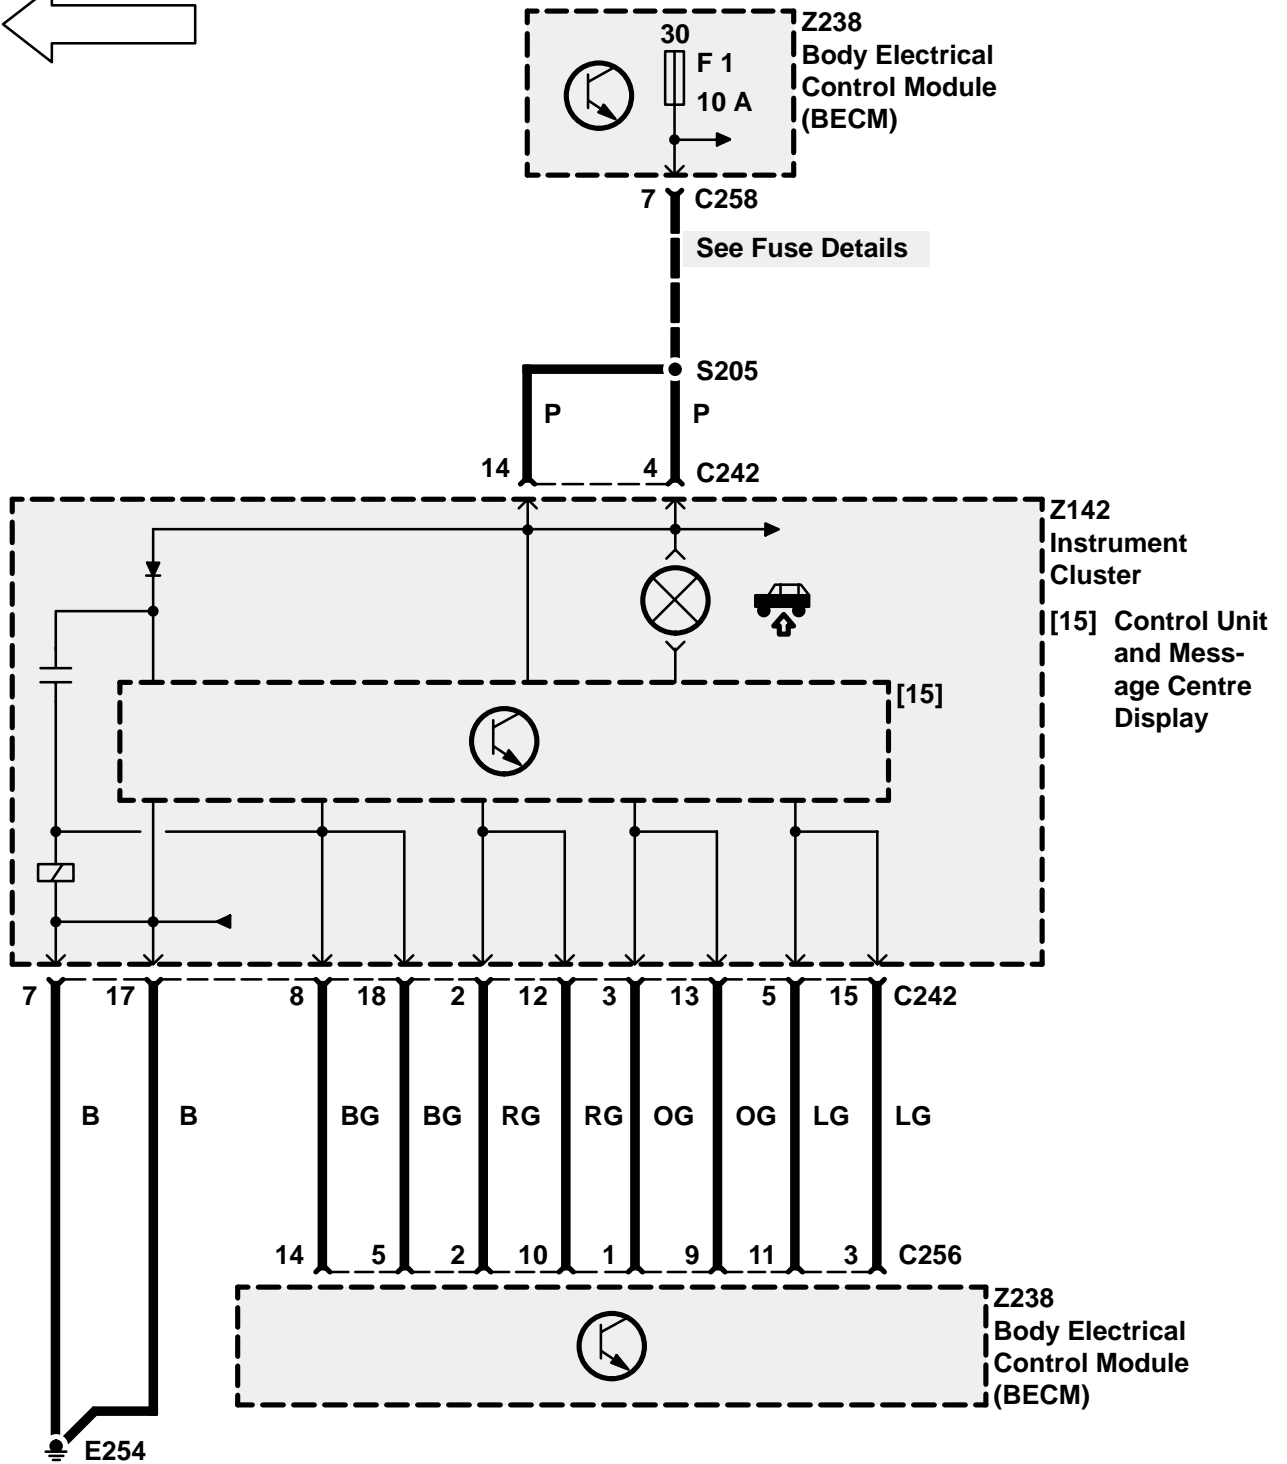 Z238
30
Body Electrical
F 1
Control Module
10 A
(BECM)
7 C258
See Fuse Details
S205
P P
14 4 C242
Z142
Instrument
Cluster
[15] Control Unit
and Mess-
age Centre
Display
[15]
7 17 8 18 2 12 3 13 5 15 C242
B B BG BG RG RG OG OG LG LG
14 5 2 10 1 9 11 3 C256
Z238
Body Electrical
Control Module
(BECM)
E254